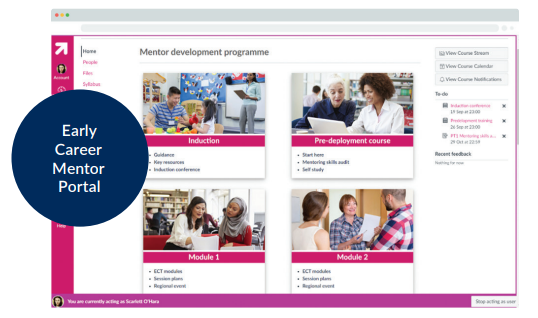 Home
People
Files
Syllabus
Account
Help
Early
Career
Mentor
Portal
Mentor development programme
Induction
• Guidance
• Key resources
• Induction conference
Pre-deployment course
• Start here
• Mentoring skills audit
• Self study
Module 1
• ECT modules
• Session plans
• Regional event
Module 2
• ECT modules
• Session plans
• Regional event
View Course Stream
View Course Calendar
View Course Notifications
To do
Induction conference
19 Sep at 23:00
Predeployment training
26 Sep at 23:00
PT1 Mentoring skills a...
29 Oct at 22:59
Recent feedback
Nothing for now
You are currently acting as Scarlett O'Hara
Stop acting as user